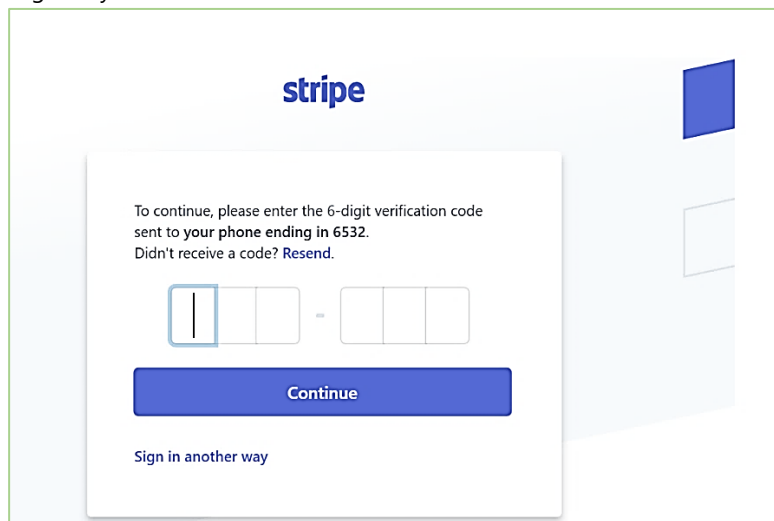 stripe
To continue, please enter the 6-digit verification code
sent to your phone ending in 6532.
Didn't receive a code? Resend.
-
Continue
Sign in another way